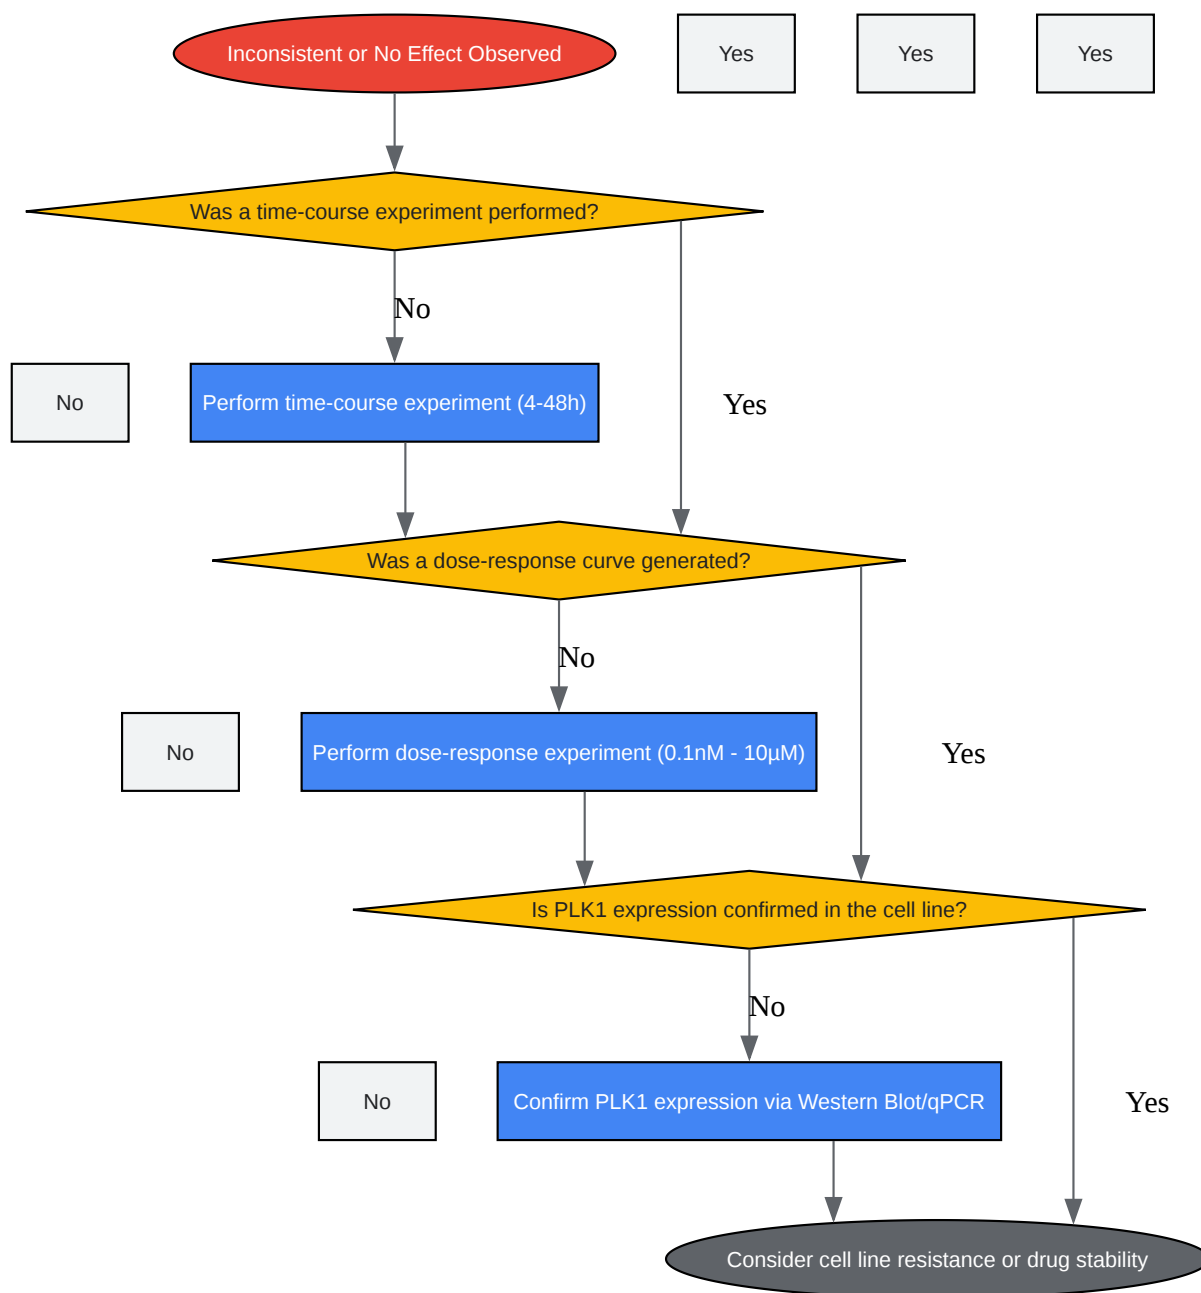 Inconsistent or No Effect Observed
Yes
Yes
Yes
Was a time-course experiment performed?
No
No
Perform time-course experiment (4-48h)
Yes
Was a dose-response curve generated?
No
No
Perform dose-response experiment (0.1nM - 10µM)
Yes
Is PLK1 expression confirmed in the cell line?
No
No
Confirm PLK1 expression via Western Blot/qPCR
Yes
Consider cell line resistance or drug stability